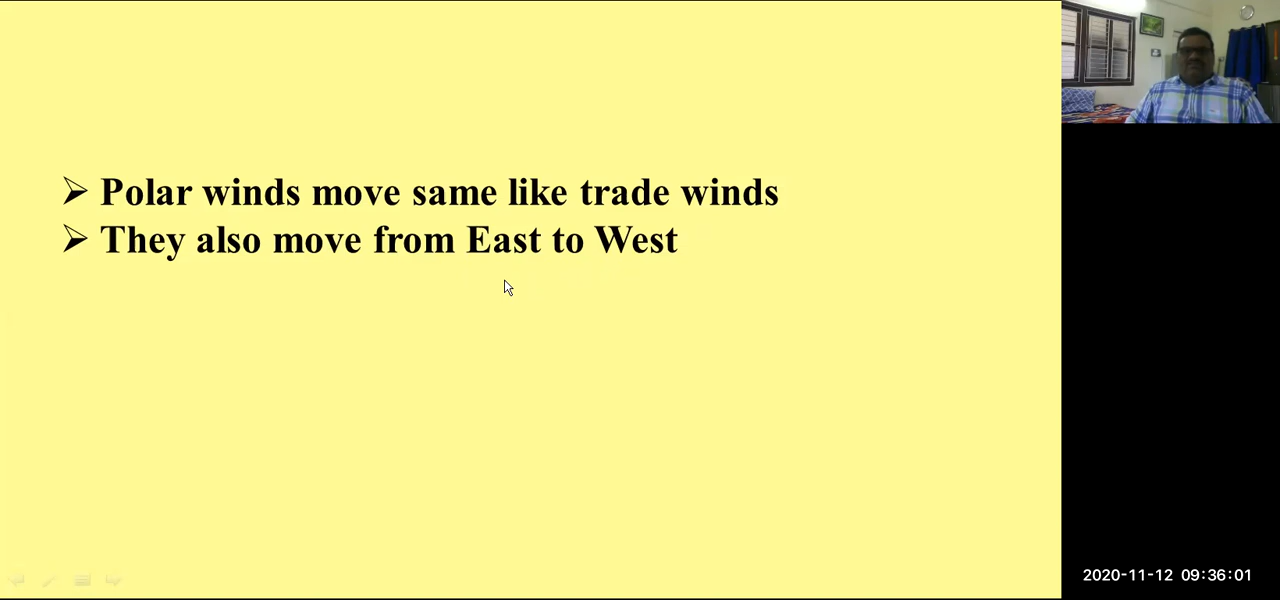 ➢ Polar winds move same like trade winds
➢ They also move from East to West
2020-11-12 09:36:01